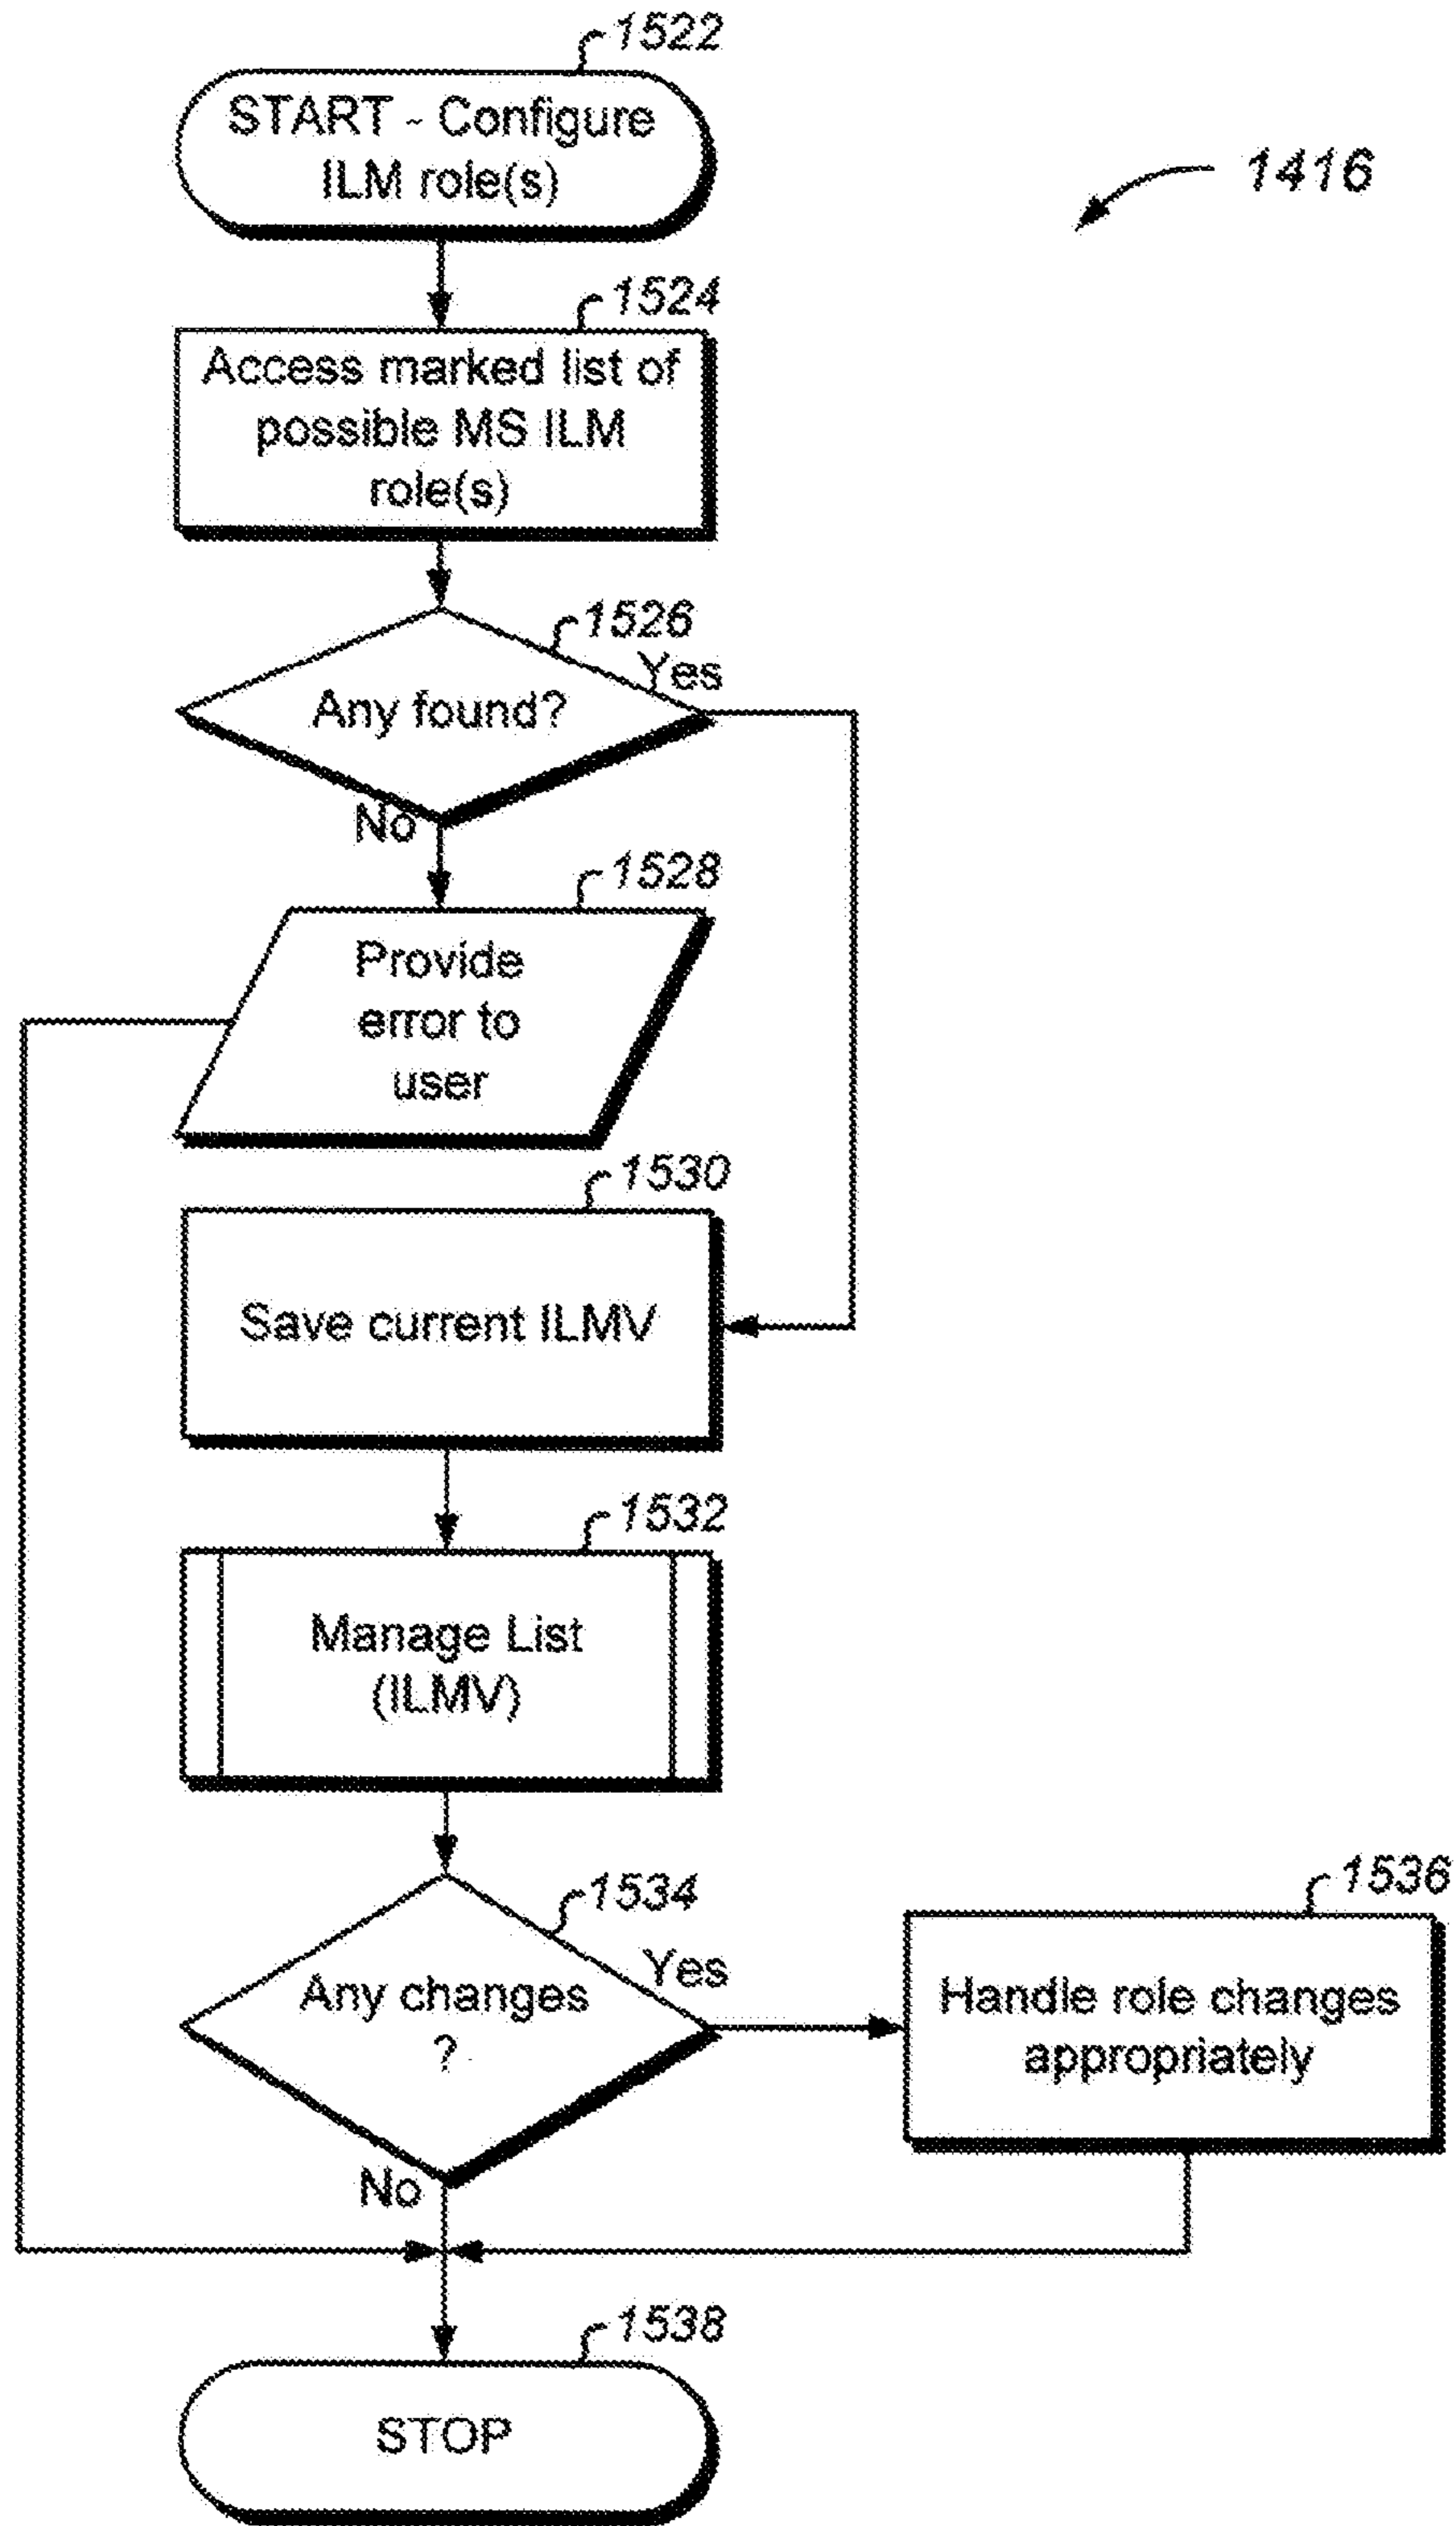 1522
START - Configure
ILM role(s)
1416
1524
Access marked list of
possible MS ILM
role(s)
1526
Yes
Any found?
No
1528
Provide
error to
user
1530
Save current ILMV
1532
Manage List
(ILMV)
1534
Yes
Any changes
?
No
1536
Handle role changes
appropriately
1538
STOP